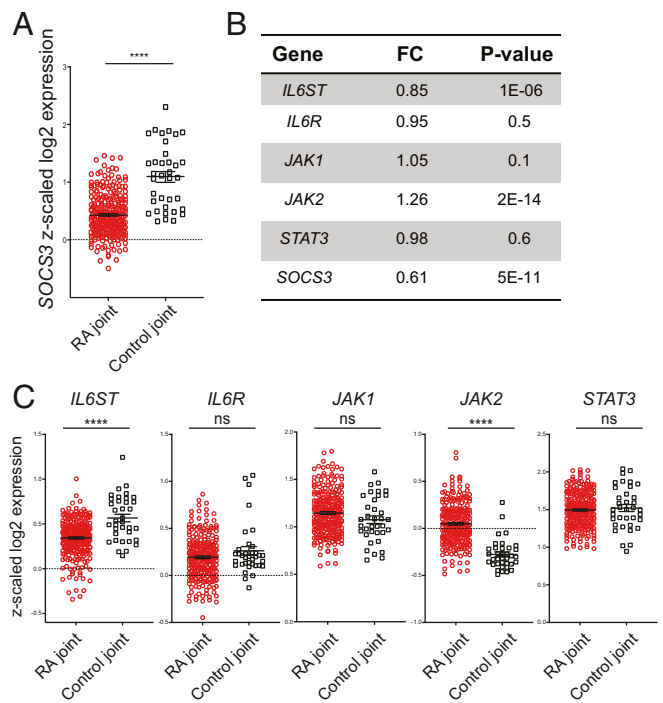 A
SOCS3 z-scaled log2 expression
****
3
2
1
0
RA joint
Control joint
B
Gene FC P-value
IL6ST 0.85 1E-06
IL6R 0.95 0.5
JAK1 1.05 0.1
JAK2 1.26 2E-14
STAT3 0.98 0.6
SOCS3 0.61 5E-11
C
z-scaled log2 expression
IL6ST
****
1.5
1.0
0.5
0.0
-0.5
RA joint
Control joint
IL6R
ns
1.5
1.0
0.5
0.0
-0.5
RA joint
Control joint
JAK1
ns
2.0
1.5
1.0
0.5
0.0
RA joint
Control joint
JAK2
****
1.0
0.5
0.0
-0.5
-1.0
RA joint
Control joint
STAT3
ns
2.5
2.0
1.5
1.0
0.5
0.0
RA joint
Control joint